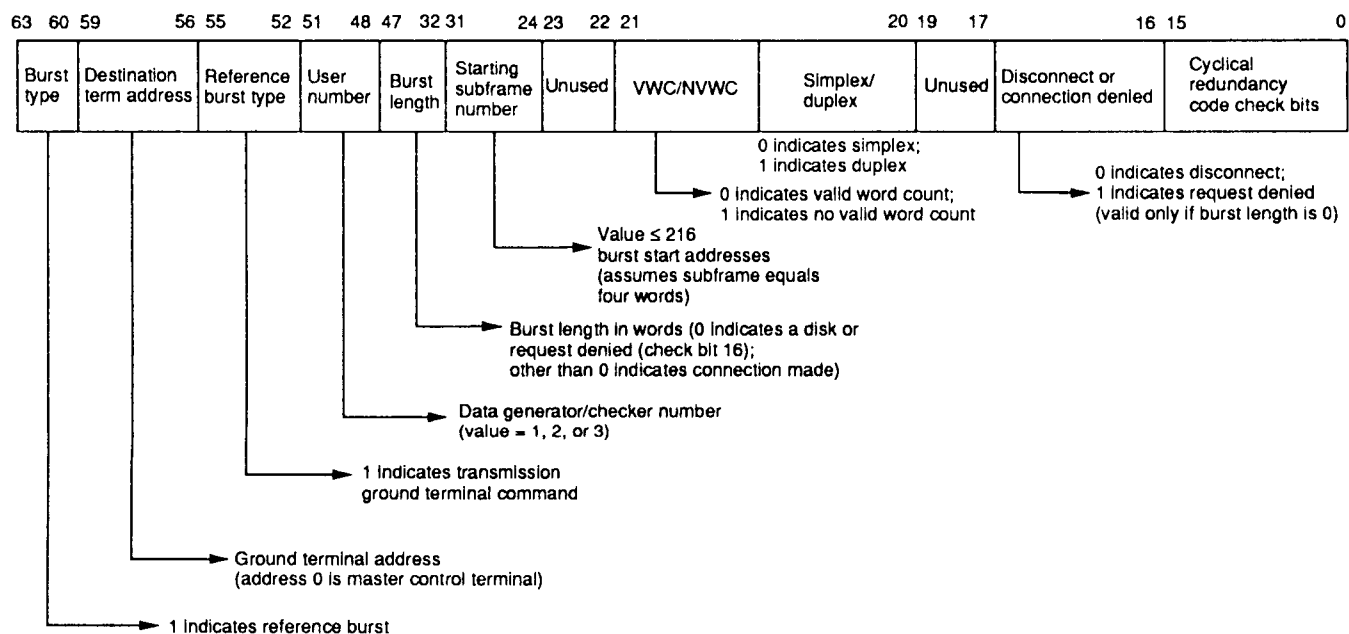 63 60 59 56 55 52 51 48 47 32 31 24 23 22 21 20 19 17 16 15 0
Burst
type
Destination
term address
Reference
burst type
User
number
Burst
length
Starting
subframe
number
Unused
VWC/NVWC
Simplex/
duplex
Unused
Disconnect or
connection denied
Cyclical
redundancy
code check bits
0 indicates simplex;
1 indicates duplex
0 indicates valid word count;
1 indicates no valid word count
0 indicates disconnect;
1 indicates request denied
(valid only if burst length is 0)
Value ≤ 216
burst start addresses
(assumes subframe equals
four words)
Burst length in words (0 indicates a disk or
request denied (check bit 16);
other than 0 indicates connection made)
Data generator/checker number
(value = 1, 2, or 3)
1 indicates transmission
ground terminal command
Ground terminal address
(address 0 is master control terminal)
1 indicates reference burst